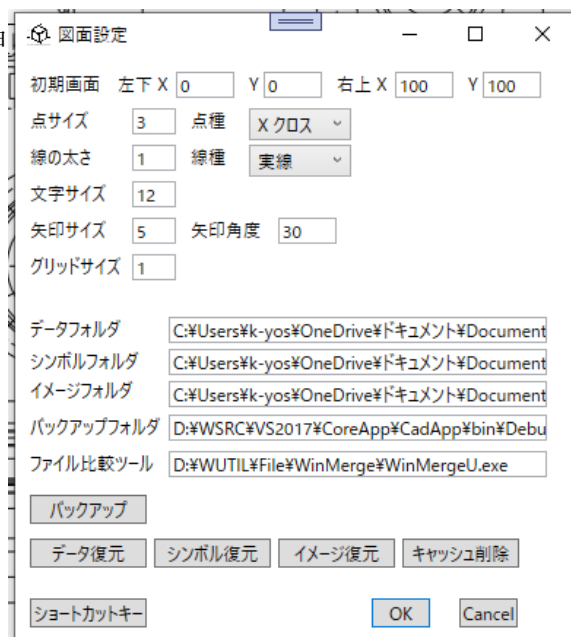 図面設定
初期画面 左下 X 0 Y 0 右上 X 100 Y 100
点サイズ 3 点種 X クロス
線の太さ 1 線種 実線
文字サイズ 12
矢印サイズ 5 矢印角度 30
グリッドサイズ 1
データフォルダ C:¥Users¥k-yos¥OneDrive¥ドキュメント¥Document
シンボルフォルダ C:¥Users¥k-yos¥OneDrive¥ドキュメント¥Document
イメージフォルダ C:¥Users¥k-yos¥OneDrive¥ドキュメント¥Document
バックアップフォルダ D:¥WSRC¥VS2017¥CoreApp¥CadApp¥bin¥Debu
ファイル比較ツール D:¥WUTIL¥File¥WinMerge¥WinMergeU.exe
バックアップ
データ復元 シンボル復元 イメージ復元 キャッシュ削除
ショートカットキー OK Cancel